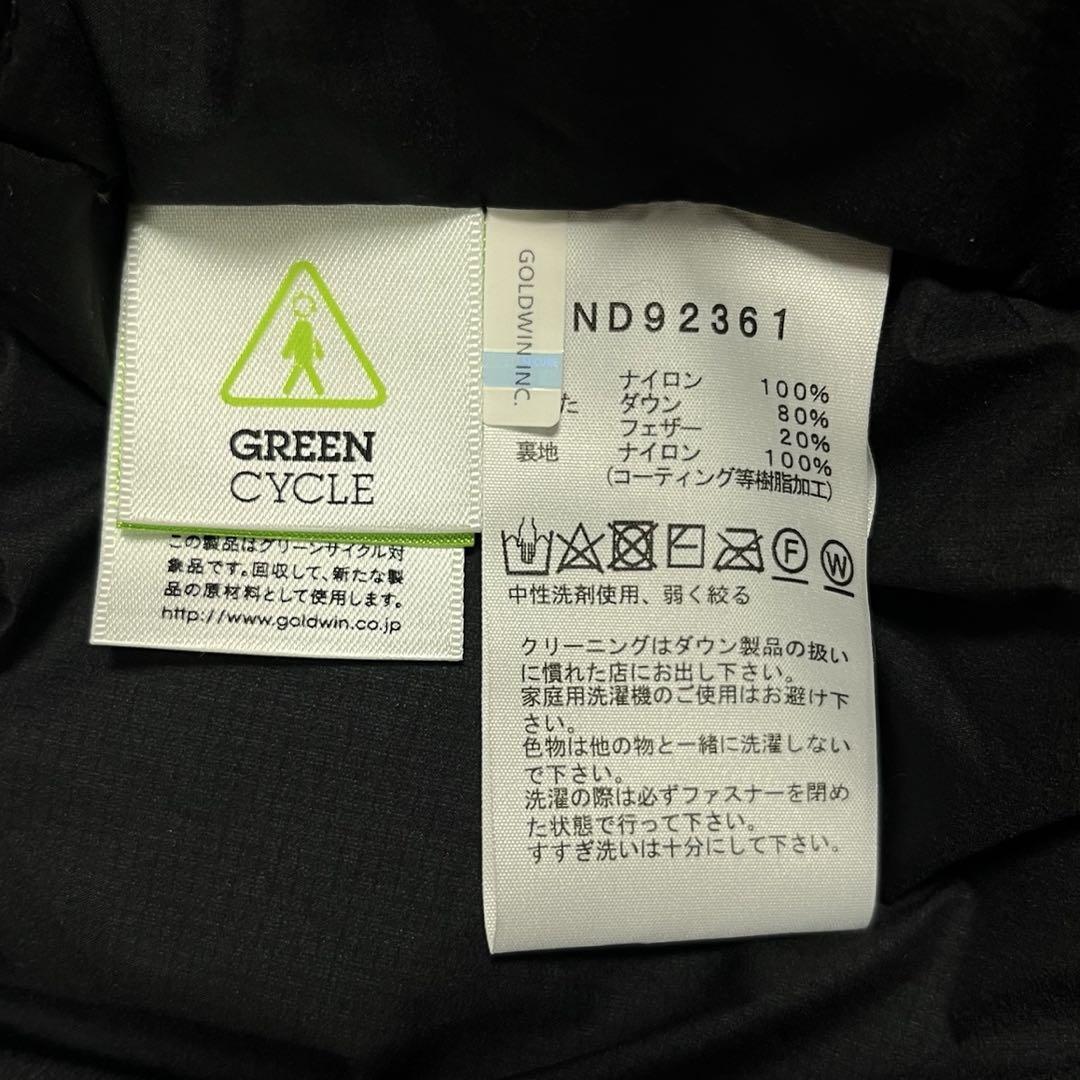 GREEN
CYCLE
この製品はグリーンサイクル対
象品です。回収して、新たな製
品の原材料として使用します。
http://www.goldwin.co.jp
GOLDWIN INC.
ND92361
ナイロン 100%
た ダウン 80%
フェザー 20%
裏地 ナイロン 100%
(コーティング等樹脂加工)
F
W
中性洗剤使用、弱く絞る
クリーニングはダウン製品の扱い
に慣れた店にお出し下さい。
家庭用洗濯機のご使用はお避け下
さい。
色物は他の物と一緒に洗濯しない
で下さい。
洗濯の際は必ずファスナーを閉め
た状態で行って下さい。
すすぎ洗いは十分にして下さい。